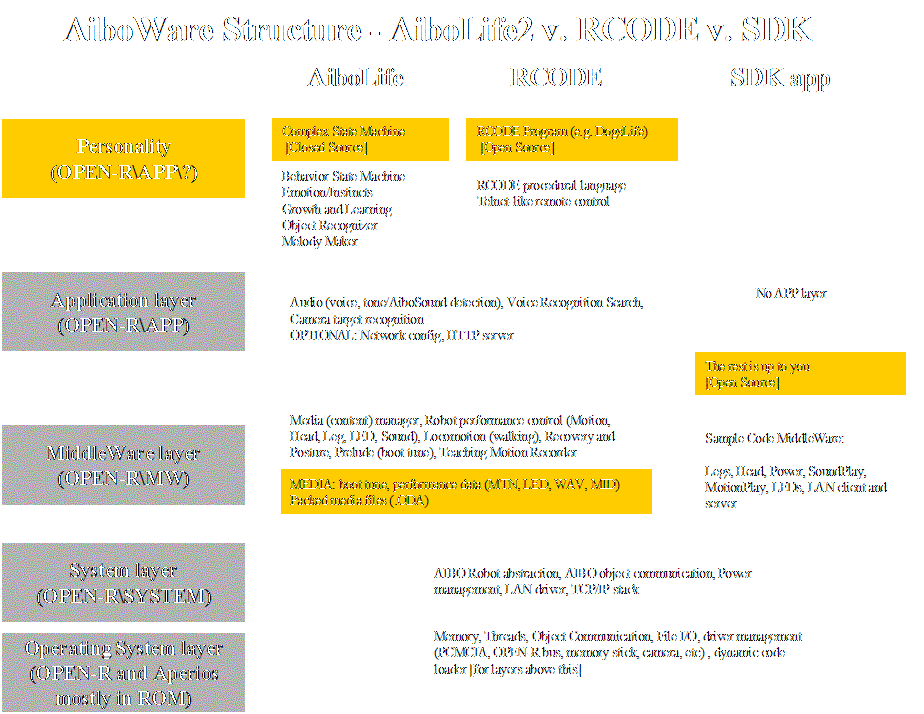 AiboWare Structure - AiboLife2 v. RCODE v. SDK
AiboLife
RCODE
SDK app
Personality
(OPEN-R\APP\?)
Complex State Machine
[Closed Source]
RCODE Program (e.g. DogsLife)
[Open Source]
Behavior State Machine
Emotion/Instincts
Growth and Learning
Object Recognizer
Melody Maker
RCODE procedural language
Telnet-like remote control
Application layer
(OPEN-R\APP)
Audio (voice, tone/AiboSound detection), Voice Recognition Search,
Camera target recognition
OPTIONAL: Network config, HTTP server
No APP layer
The rest is up to you
[Open Source]
MiddleWare layer
(OPEN-R\MW)
Media (content) manager, Robot performance control (Motion,
Head, Leg, LED, Sound), Locomotion (walking), Recovery and
Posture, Prelude (boot tune), Teaching Motion Recorder
MEDIA: boot tune, performance data (MTN, LED, WAV, MID)
Packed media files (.ODA)
Sample Code MiddleWare:
Legs, Head, Power, SoundPlay,
MotionPlay, LEDs, LAN client and
server
System layer
(OPEN-R\SYSTEM)
AIBO Robot abstraction, AIBO object communication, Power
management, LAN driver, TCP/IP stack
Operating System layer
(OPEN-R and Aperios
mostly in ROM)
Memory, Threads, Object Communication, File I/O, driver management
(PCMCIA, OPEN-R bus, memory stick, camera, etc) , dynamic code
loader [for layers above this]